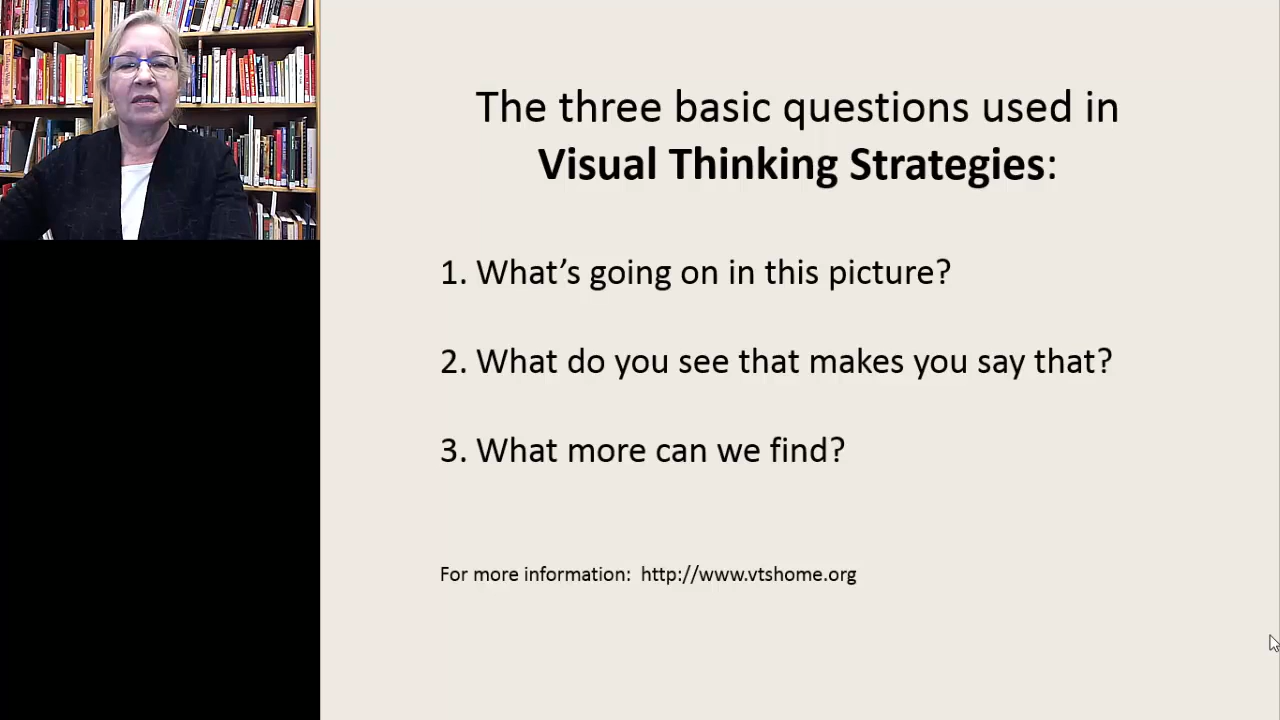 The three basic questions used in
Visual Thinking Strategies:
1. What’s going on in this picture?
2. What do you see that makes you say that?
3. What more can we find?
For more information:  http://www.vtshome.org